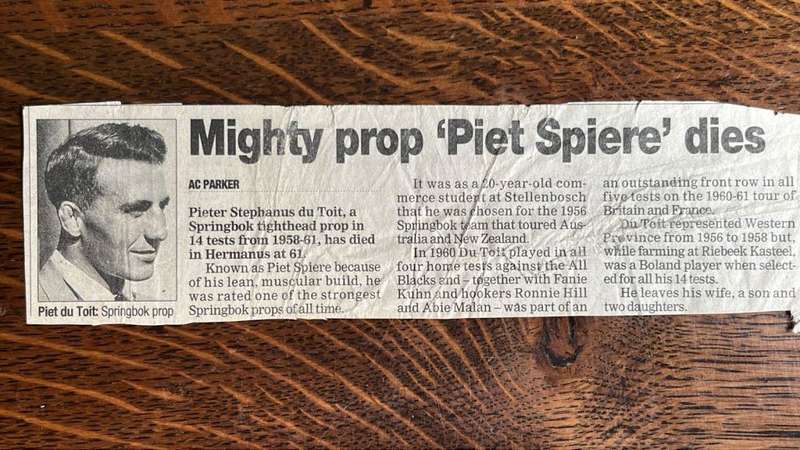 Mighty prop ‘Piet Spiere’ dies
AC PARKER
Pieter Stephanus du Toit, a
Springbok tighthead prop in
14 tests from 1958-61, has died
in Hermanus at 61.
Known as Piet Spiere because
of his lean, muscular build, he
was rated one of the strongest
Springbok props of all time.
It was as a 20-year-old com-
merce student at Stellenbosch
that he was chosen for the 1956
Springbok team that toured Aus-
tralia and New Zealand.
In 1960 Du Toit played in all
four home tests against the All
Blacks and – together with Fanie
Kuhn and hookers Ronnie Hill
and Abie Malan – was part of an
an outstanding front row in all
five tests on the 1960-61 tour of
Britain and France.
Du Toit represented Western
Province from 1956 to 1958 but,
while farming at Riebeek Kasteel,
was a Boland player when select-
ed for all his 14 tests.
He leaves his wife, a son and
two daughters.
Piet du Toit: Springbok prop